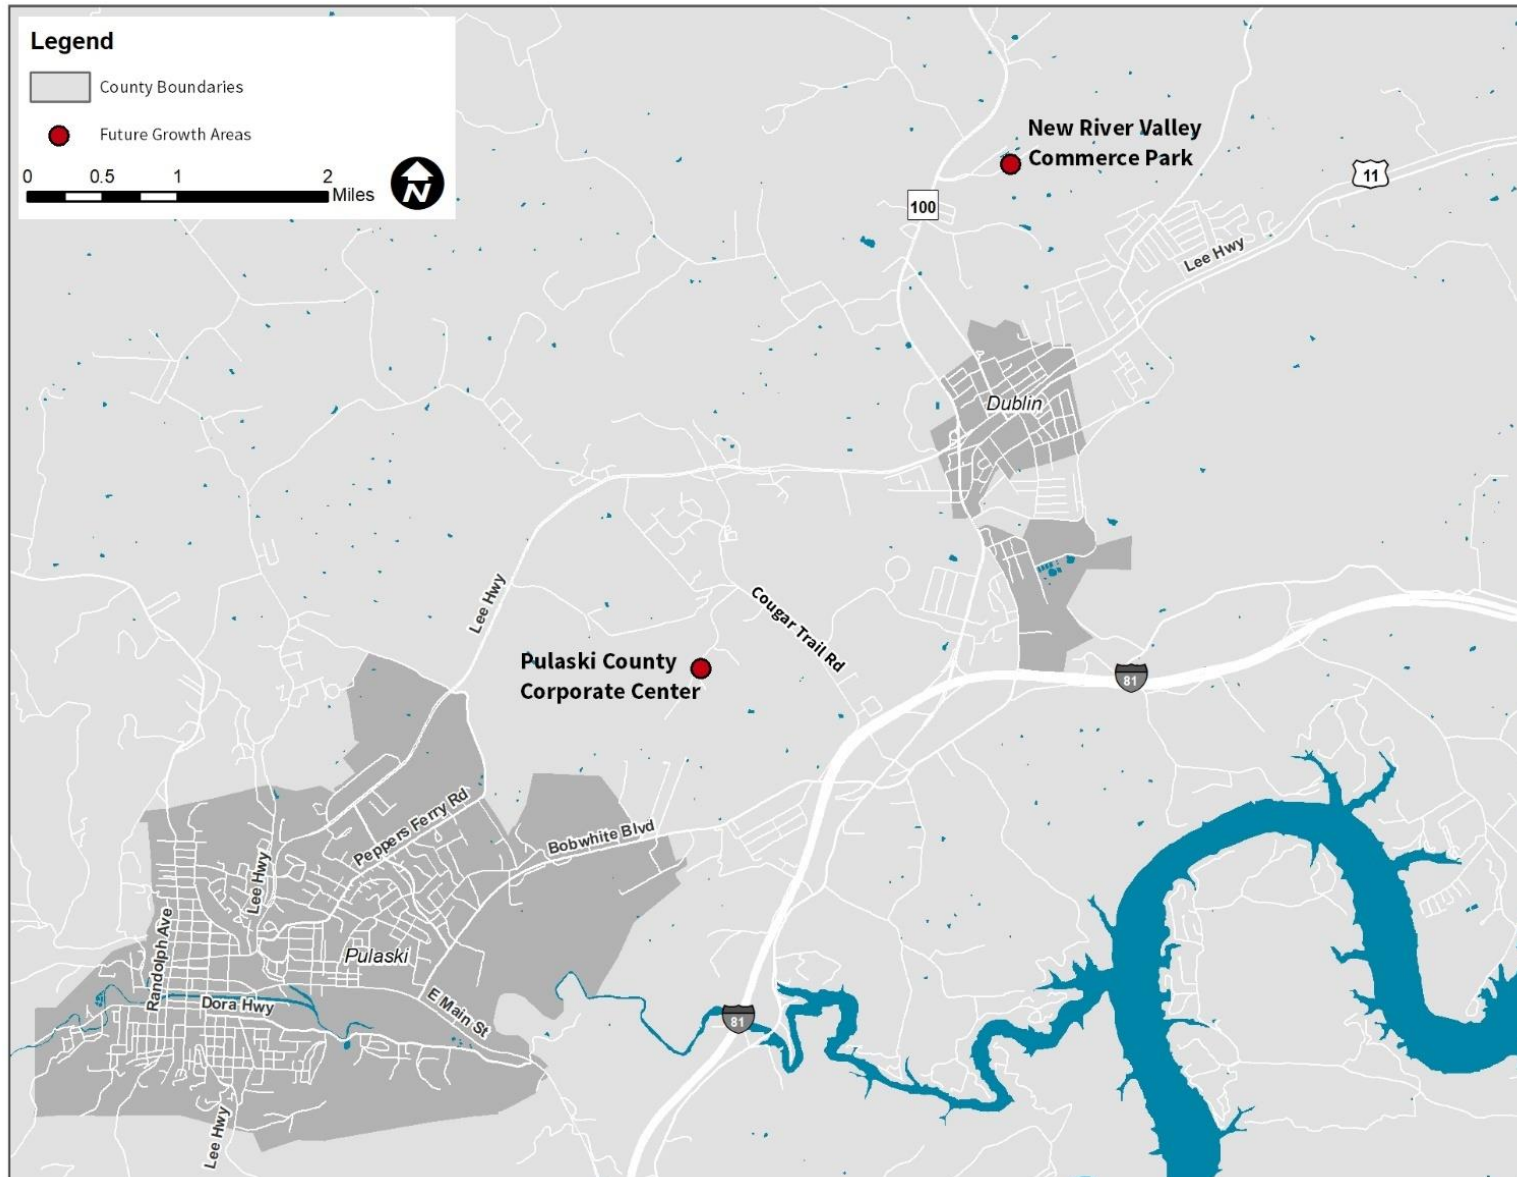 Legend
County Boundaries
Future Growth Areas
0 0.5 1 2
Miles
N
New River Valley
Commerce Park
11
100
Lee Hwy
Dublin
Lee Hwy
Cougar Trail Rd
Pulaski County
Corporate Center
81
Peppers Ferry Rd
Bobwhite Blvd
Lee Hwy
Randolph Ave
Pulaski
Dora Hwy
E Main St
81
Lee Hwy